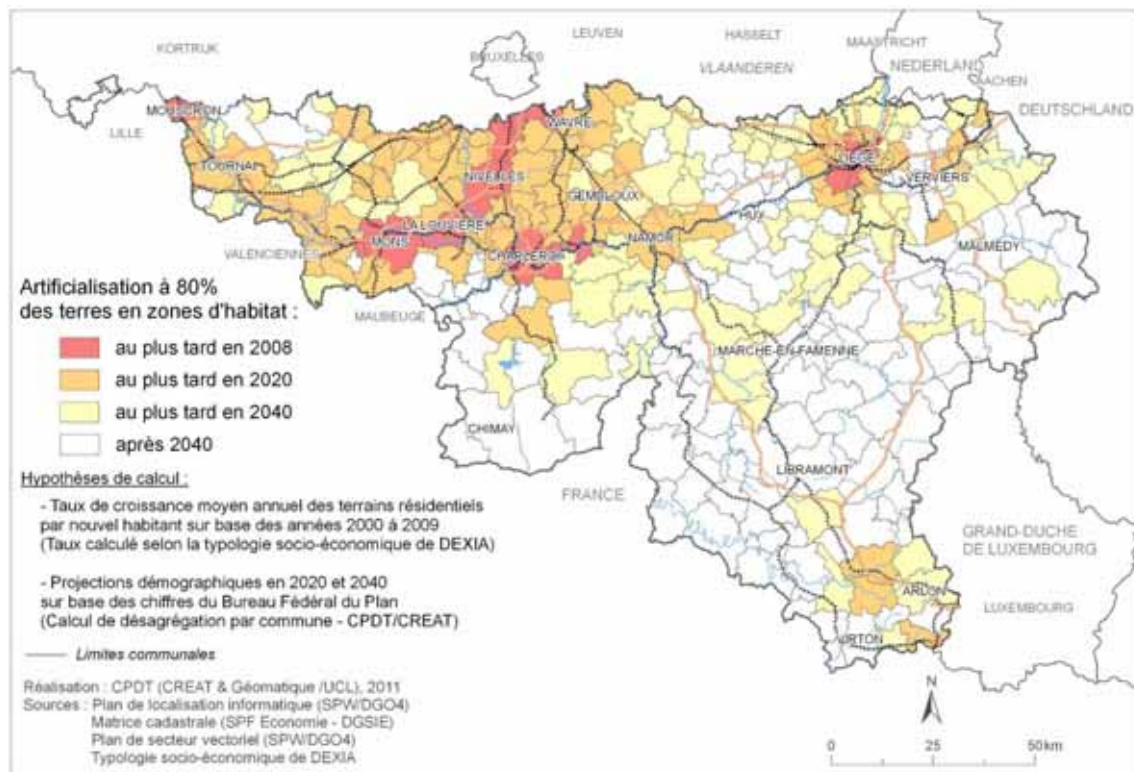 KORTRIJK
LEUVEN
HASSELT
MAASTRICHT
BRUXELLES
VLAANDEREN
NEDERLAND
AACHEN
DEUTSCHLAND
MOUSCRON
LILLE
WAVRE
TOURNAI
LIEGE
NIVELLES
VERVIERS
GEMBLOUX
HUY
LA LOUVIERE
NAMUR
MONS
MALMEDY
VALENCIENNES
CHARLEROI
Artificialisation à 80%
des terres en zones d'habitat :
MAUBEUGE
au plus tard en 2008
au plus tard en 2020
MARCHE-EN-FAMENNE
au plus tard en 2040
CHIMAY
après 2040
LIBRAMONT
Hypothèses de calcul :
FRANCE
- Taux de croissance moyen annuel des terrains résidentiels
par nouvel habitant sur base des années 2000 à 2009
(Taux calculé selon la typologie socio-économique de DEXIA)
GRAND-DUCHE
DE LUXEMBOURG
- Projections démographiques en 2020 et 2040
sur base des chiffres du Bureau Fédéral du Plan
(Calcul de désagrégation par commune - CPDT/CREAT)
ARLON
LUXEMBOURG
VIRTON
Limites communales
Réalisation : CPDT (CREAT & Géomatique /UCL), 2011
Sources : Plan de localisation informatique (SPW/DGO4)
Matrice cadastrale (SPF Economie - DGSIE)
Plan de secteur vectoriel (SPW/DGO4)
Typologie socio-économique de DEXIA
N
0 25 50 km